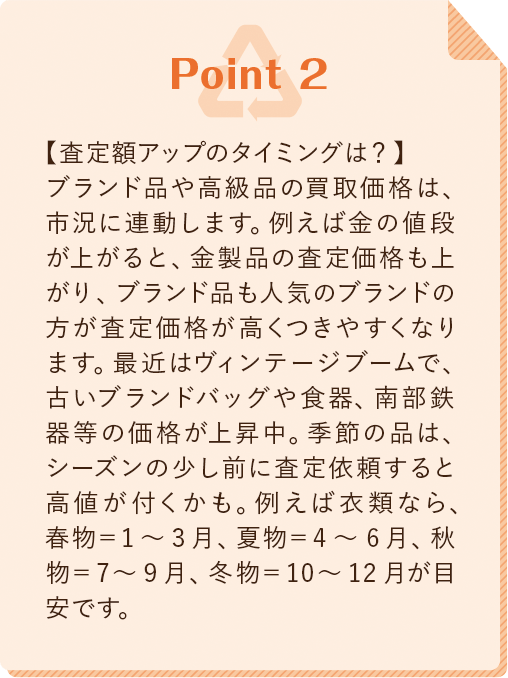 Point 2
【査定額アップのタイミングは？】
ブランド品や高級品の買取価格は、
市況に連動します。例えば金の値段
が上がると、金製品の査定価格も上
がり、ブランド品も人気のブランドの
方が査定価格が高くつきやすくなり
ます。最近はヴィンテージブームで、
古いブランドバッグや食器、南部鉄
器等の価格が上昇中。季節の品は、
シーズンの少し前に査定依頼すると
高値が付くかも。例えば衣類なら、
春物＝1～3月、夏物＝4～6月、秋
物＝7～9月、冬物＝10～12月が目
安です。